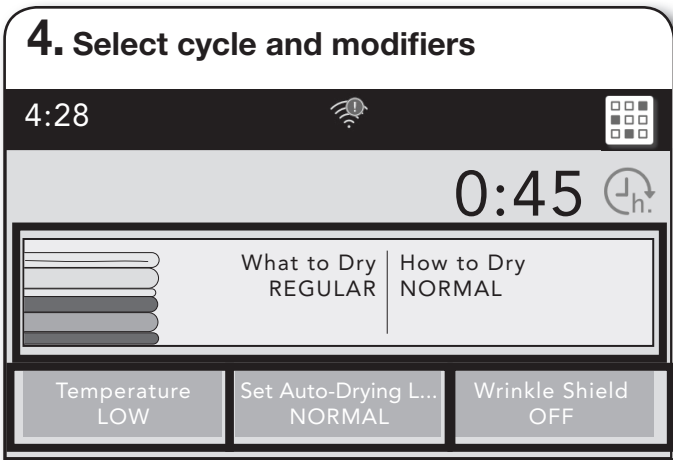 4. Select cycle and modifiers
4:28
0:45 h.
What to Dry How to Dry
REGULAR NORMAL
Temperature Set Auto-Drying L... Wrinkle Shield
LOW NORMAL OFF